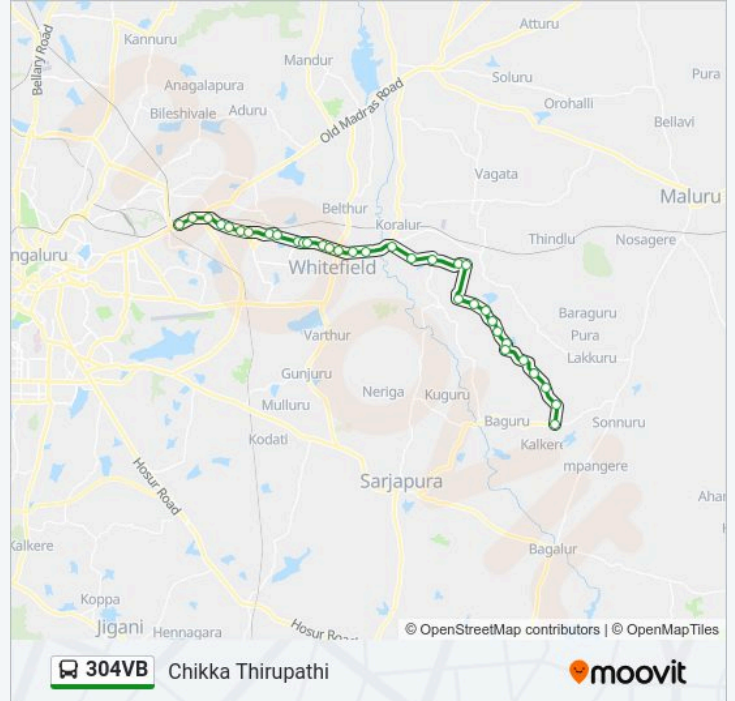 Bellary Road
Kannuru
Atturu
Mandur
Soluru
Pura
Anagalapura
Bileshivale
Aduru
Old Madras Road
Orohalli
Bellavi
Vagata
Maluru
Belthur
Koralur
Thindlu
Nosagere
ngaluru
Whitefield
Baraguru
Pura
Lakkuru
Varthur
Gunjuru
Neriga
Kuguru
Mulluru
Baguru
Sonnuru
Kodati
Kalkere
mpangere
Sarjapura
Hosur Road
Ahar
Kalkere
Bagalur
Koppa
Jigani
Hennagara
Hosur Road
© OpenStreetMap contributors | © OpenMapTiles
304VB Chikka Thirupathi
moovit